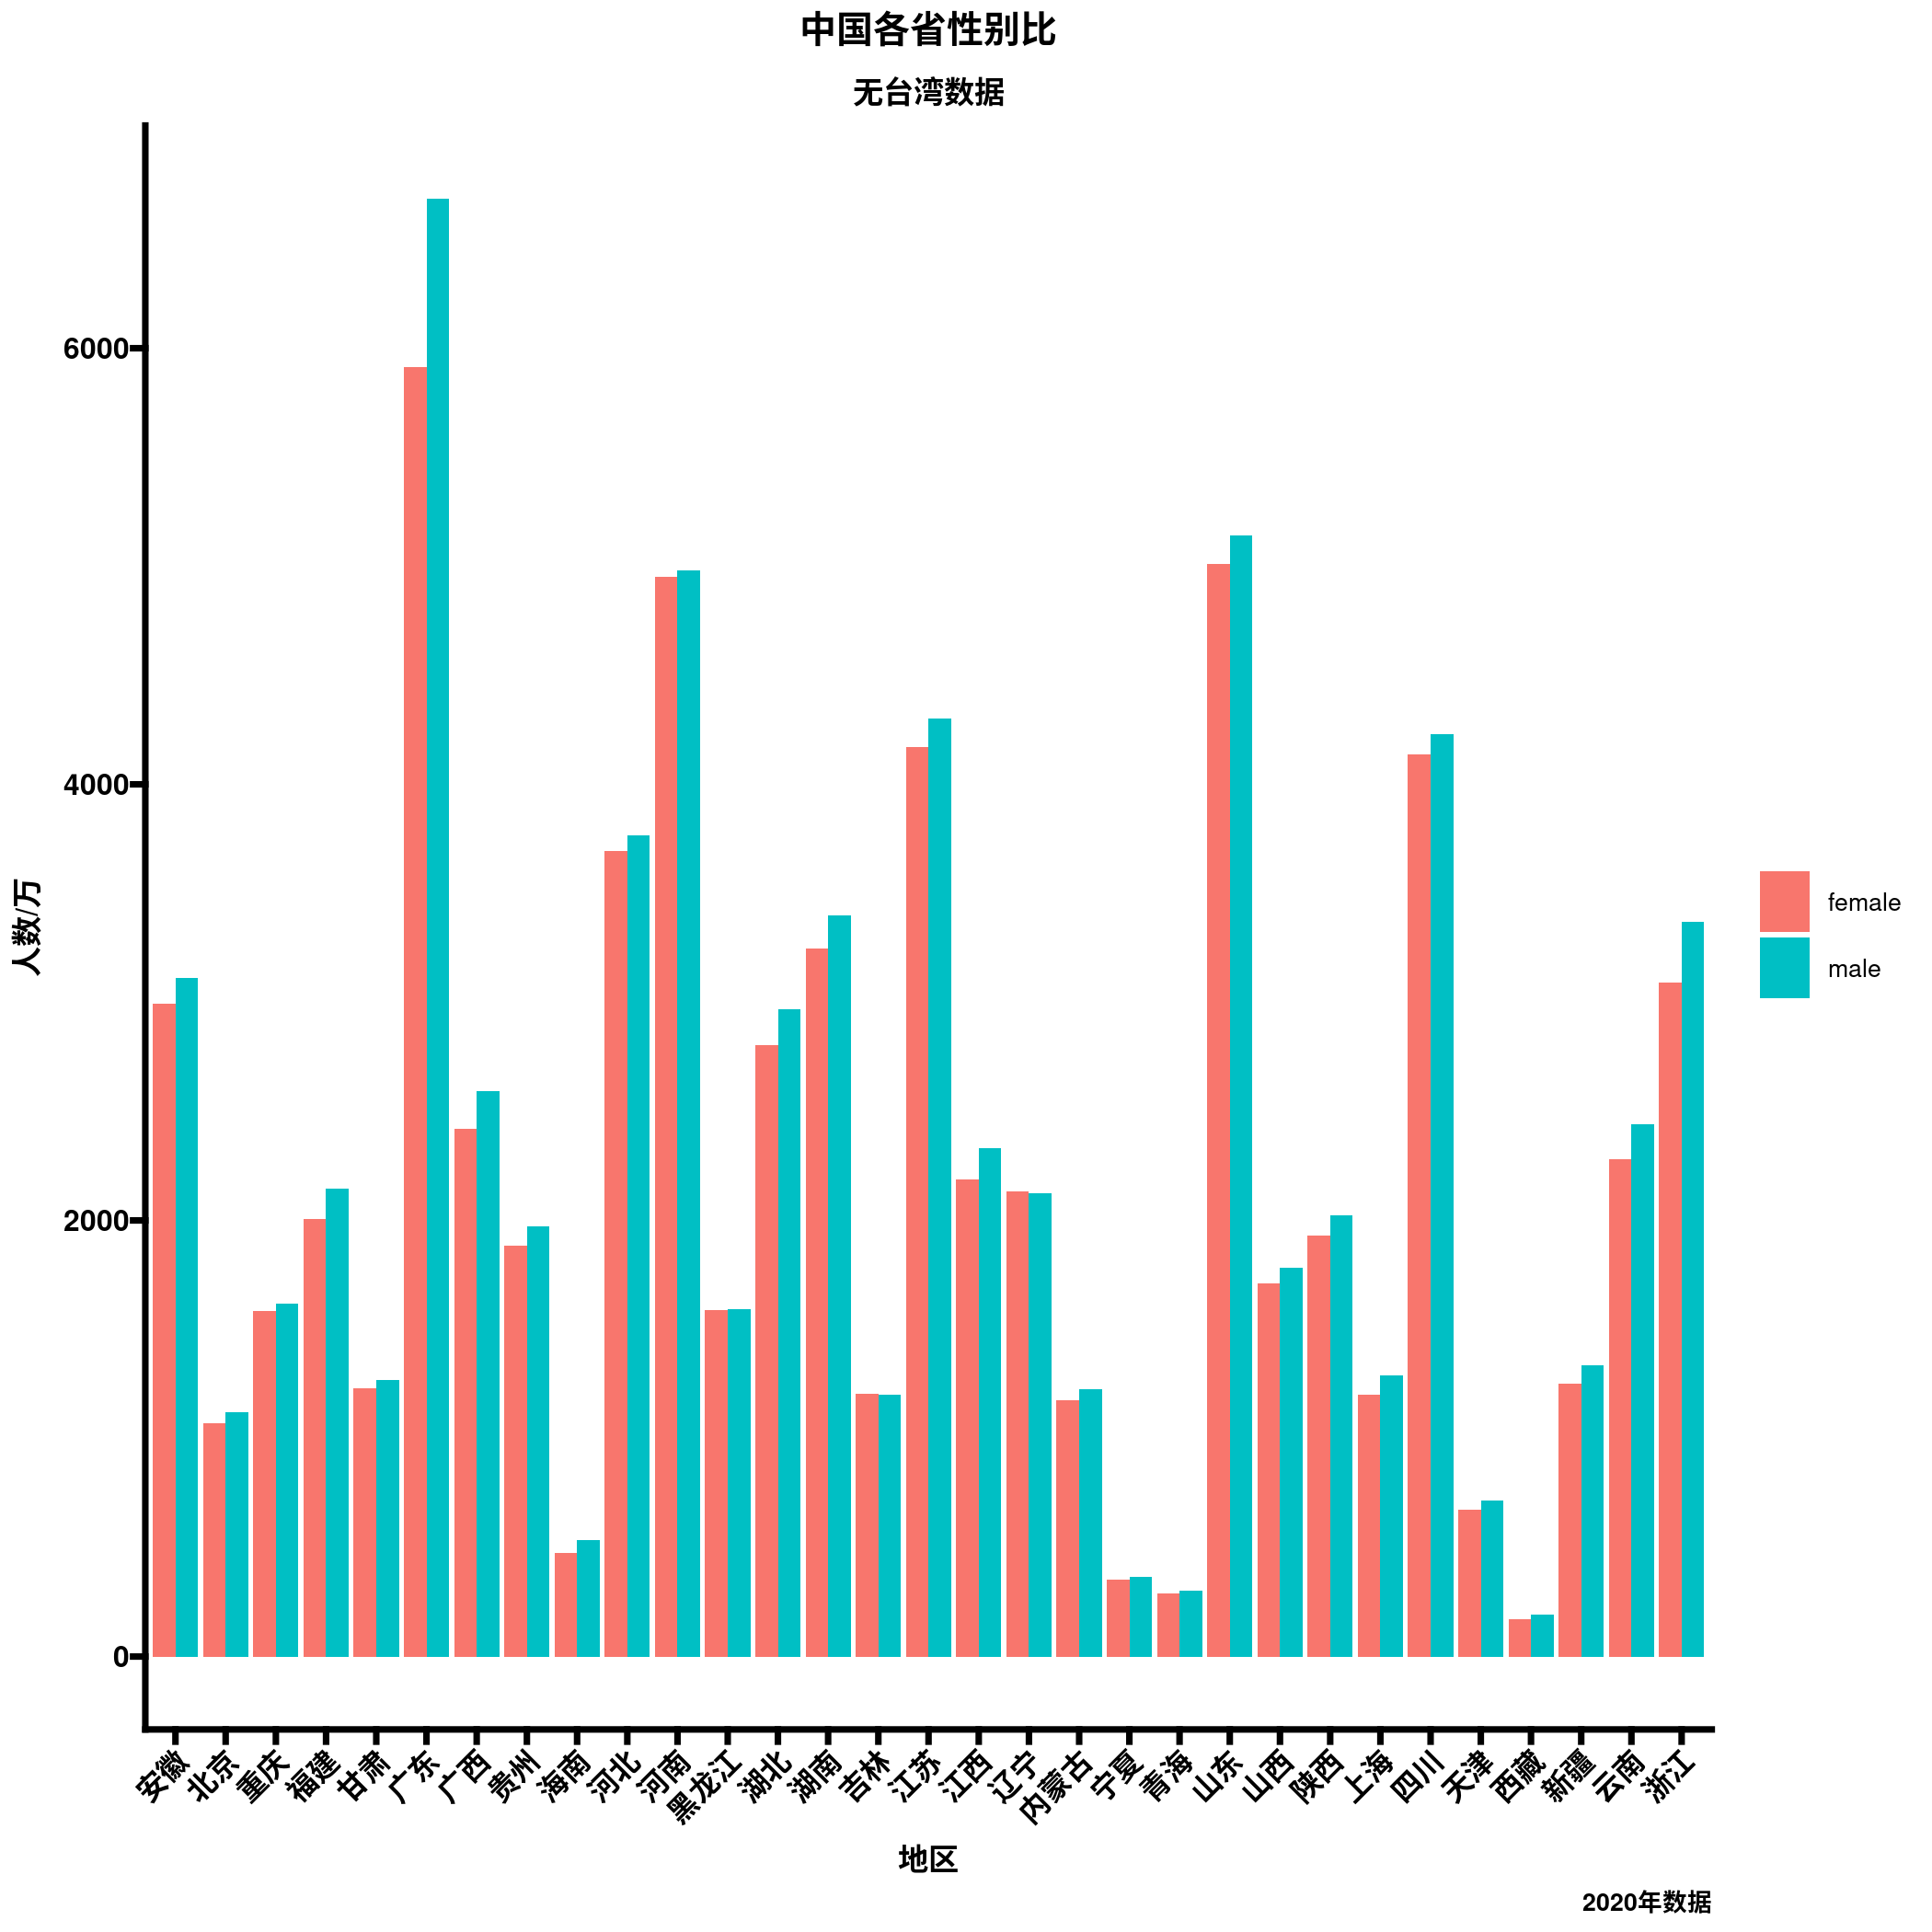 中国各省性别比
无台湾数据
人数/万
6000
4000
2000
0
female
male
安徽
北京
重庆
福建
甘肃
广东
广西
贵州
海南
河北
河南
黑龙江
湖北
湖南
吉林
江苏
江西
辽宁
内蒙古
宁夏
青海
山东
山西
陕西
上海
四川
天津
西藏
新疆
云南
浙江
地区
2020年数据